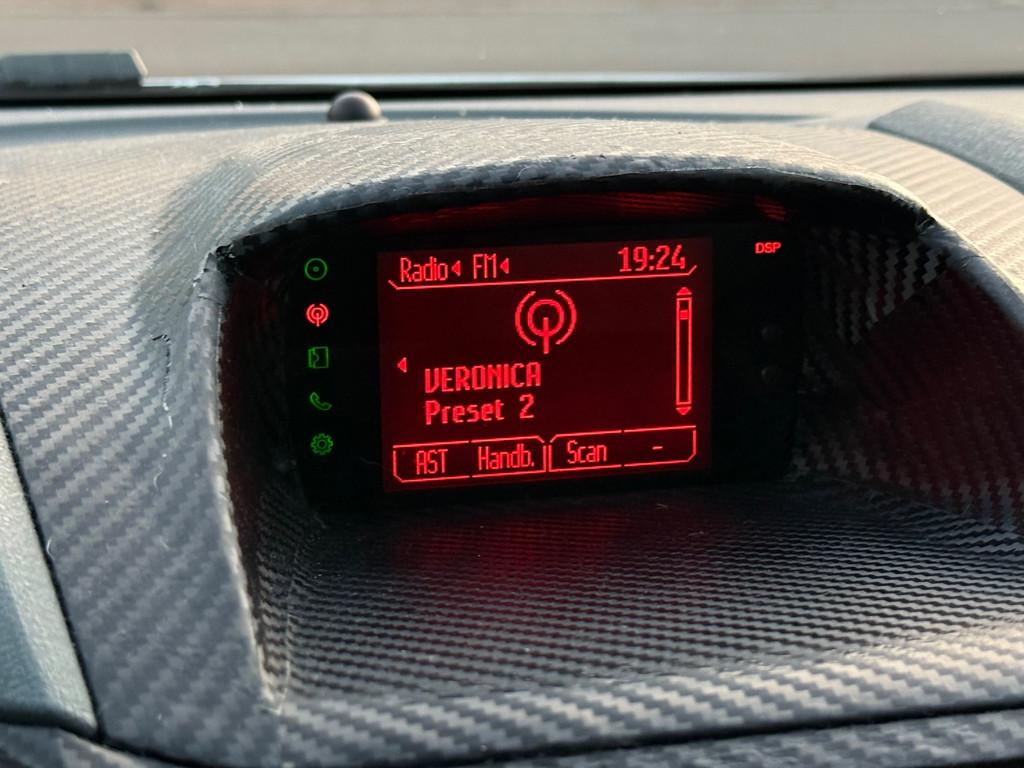 Radio FM 19:24
DSP
VERONICA
Preset 2
AST Handb. Scan -